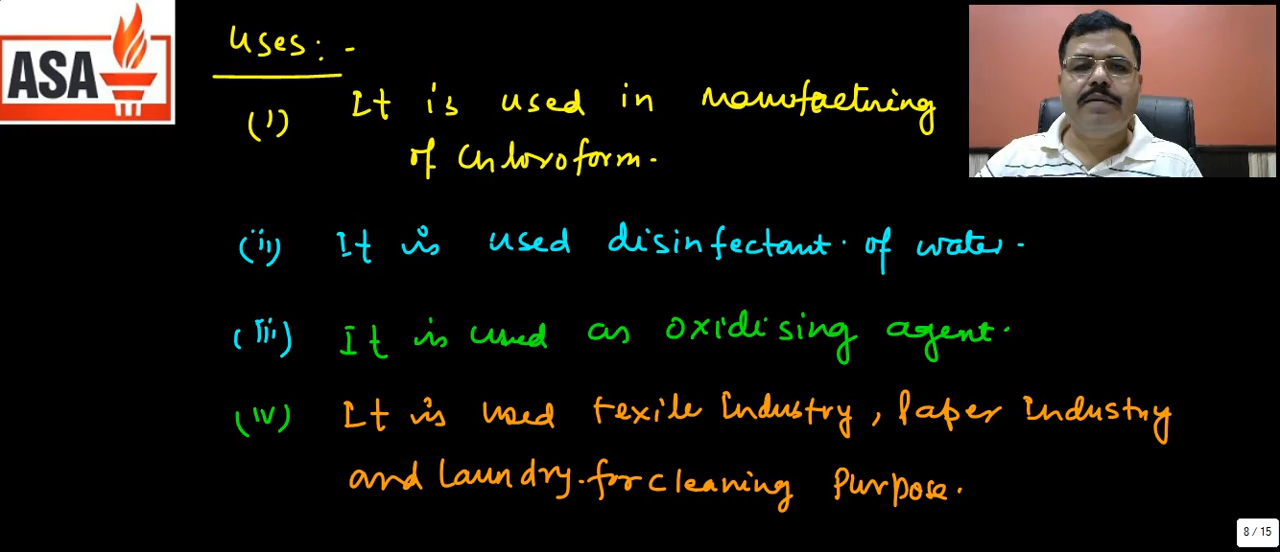 ASA
Uses: -
(i) It is used in manufacturing
of Chloroform.
(ii) It is used disinfectant. of water.
(iii) It is used as oxidising agent.
(iv) It is used texile Industry, Paper Industry
and Laundry. for cleaning Purpose.
8 / 15